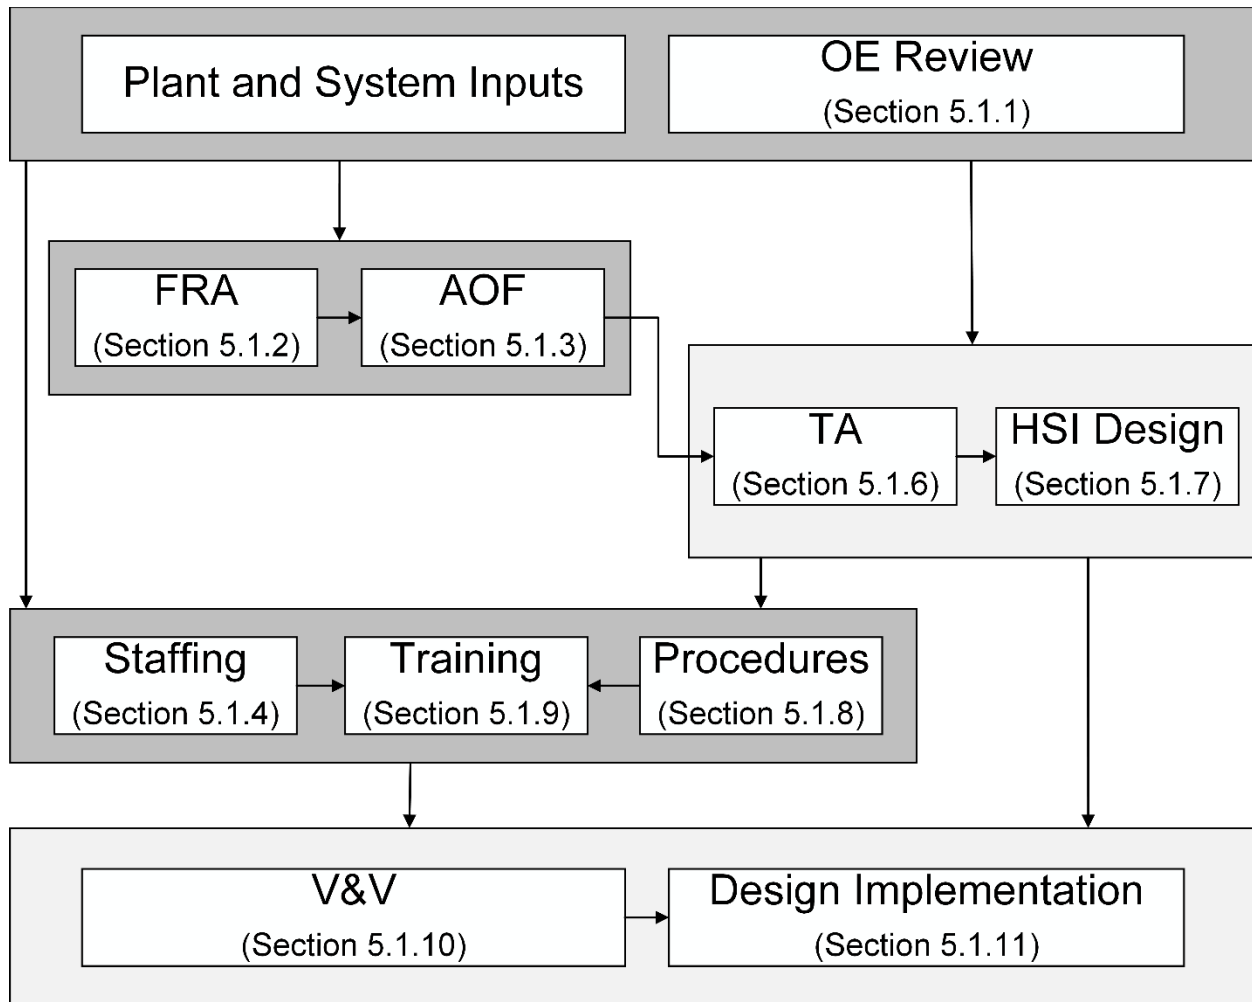 Plant and System Inputs
OE Review
(Section 5.1.1)
FRA
(Section 5.1.2)
AOF
(Section 5.1.3)
TA
(Section 5.1.6)
HSI Design
(Section 5.1.7)
Staffing
(Section 5.1.4)
Training
(Section 5.1.9)
Procedures
(Section 5.1.8)
V&V
(Section 5.1.10)
Design Implementation
(Section 5.1.11)